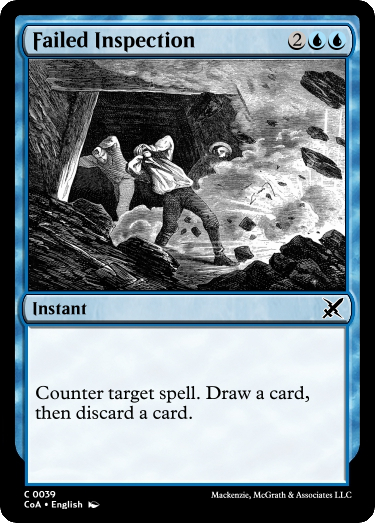 Failed Inspection 2
Instant
Counter target spell. Draw a card,
then discard a card.
C 0039
CoA • English
Mackenzie, McGrath & Associates LLC